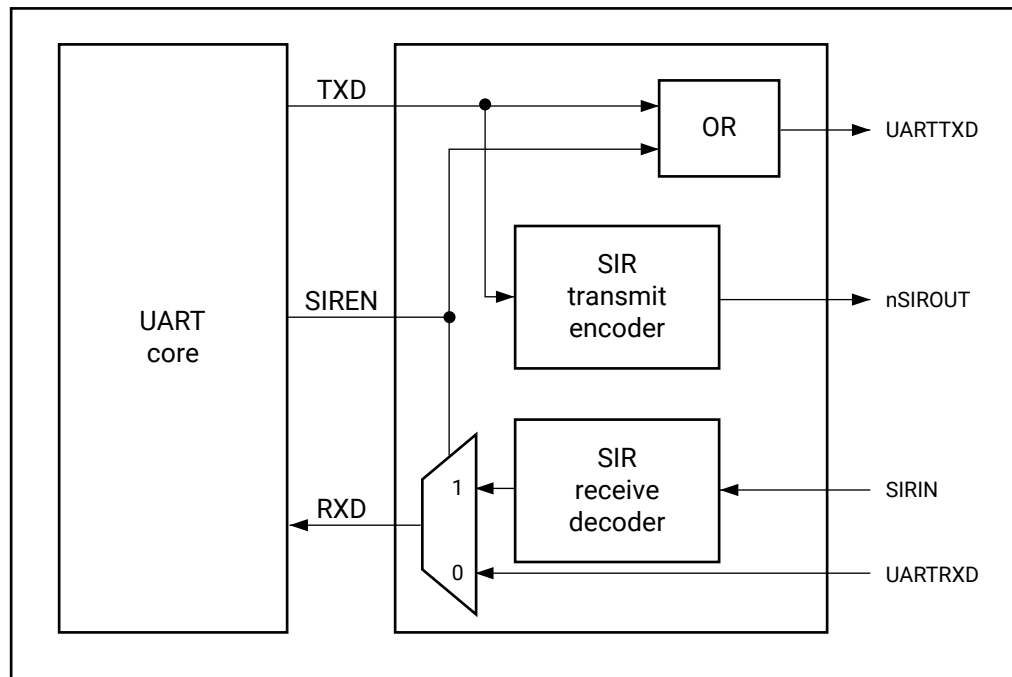 TXD
OR
UARTTXD
SIR
transmit
encoder
nSIROUT
SIREN
UART
core
SIR
receive
decoder
1
SIRIN
RXD
0
UARTRXD